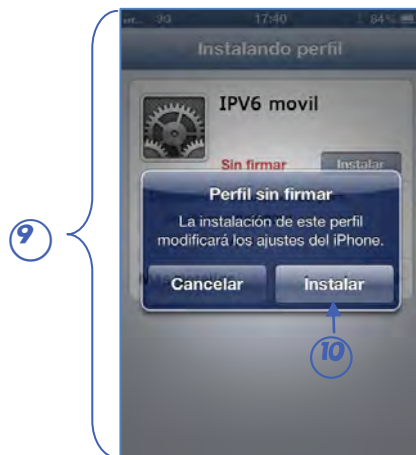 3G 17:40 84%
Instalando perfil
IPV6 movil
Sin firmar Instalar
Perfil sin firmar
La instalación de este perfil
modificará los ajustes del iPhone.
Cancelar Instalar
9
10